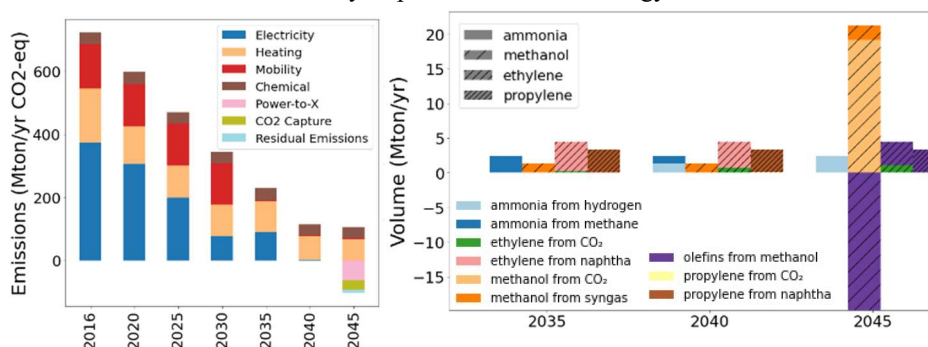 Emissions (Mton/yr CO2-eq)
600
400
200
0
Electricity
Heating
Mobility
Chemical
Power-to-X
CO2 Capture
Residual Emissions
2016
2020
2025
2030
2035
2040
2045
Volume (Mton/yr)
20
15
10
5
0
−5
−10
−15
ammonia
methanol
ethylene
propylene
ammonia from hydrogen
ammonia from methane
ethylene from CO₂
ethylene from naphtha
methanol from CO₂
methanol from syngas
olefins from methanol
propylene from CO₂
propylene from naphtha
2035
2040
2045